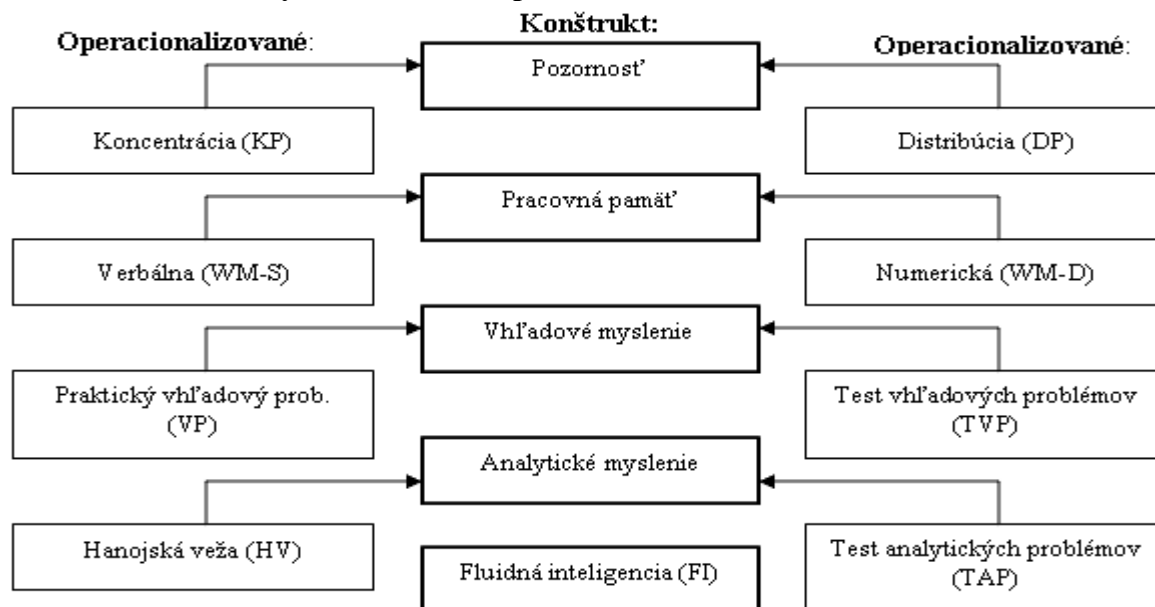 Konštrukt:
Operacionalizované:
Operacionalizované:
Pozornosť
Koncentrácia (KP)
Distribúcia (DP)
Pracovná pamäť
Verbálna (WM-S)
Numerická (WM-D)
Vhľadové myslenie
Praktický vhľadový prob.
(VP)
Test vhľadových problémov
(TVP)
Analytické myslenie
Hanojská veža (HV)
Test analytických problémov
(TAP)
Fluidná inteligencia (FI)